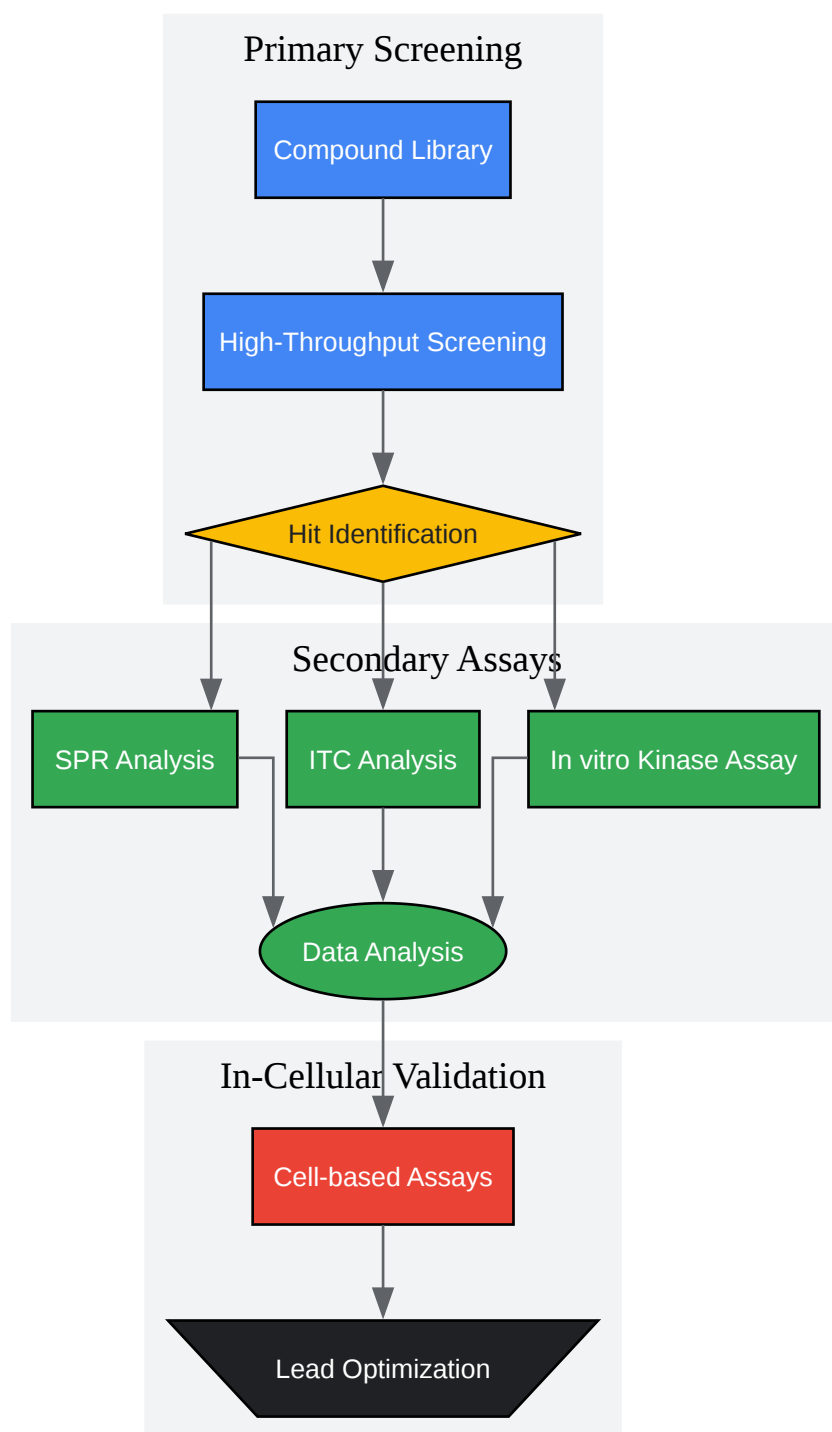 Primary Screening
Compound Library
High-Throughput Screening
Hit Identification
Secondary Assays
SPR Analysis
ITC Analysis
In vitro Kinase Assay
Data Analysis
In-Cellular Validation
Cell-based Assays
Lead Optimization